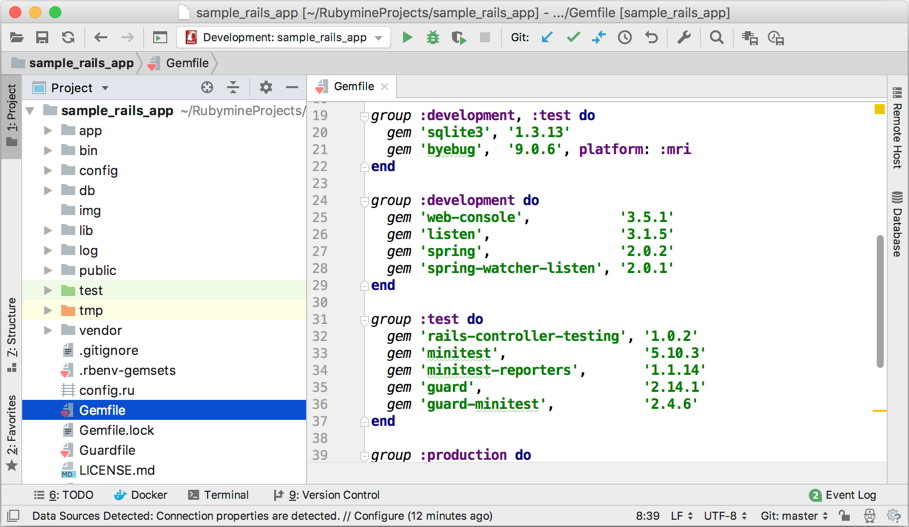 sample_rails_app [~/RubymineProjects/sample_rails_app] - .../Gemfile [sample_rails_app]
Development: sample_rails_app
Git:
sample_rails_app
Gemfile
1: Project
Z: Structure
2: Favorites
Project
sample_rails_app ~/RubymineProjects/
app
bin
config
db
img
lib
log
public
test
tmp
vendor
.gitignore
.rbenv-gemsets
config.ru
Gemfile
Gemfile.lock
Guardfile
MD LICENSE.md
Gemfile
19 group :development, :test do
20 gem 'sqlite3', '1.3.13'
21 gem 'byebug', '9.0.6', platform: :mri
22 end
23
24 group :development do
25 gem 'web-console', '3.5.1'
26 gem 'listen', '3.1.5'
27 gem 'spring', '2.0.2'
28 gem 'spring-watcher-listen', '2.0.1'
29 end
30
31 group :test do
32 gem 'rails-controller-testing', '1.0.2'
33 gem 'minitest', '5.10.3'
34 gem 'minitest-reporters', '1.1.14'
35 gem 'guard', '2.14.1'
36 gem 'guard-minitest', '2.4.6'
37 end
38
39 group :production do
Remote Host
Database
6: TODO
Docker
Terminal
9: Version Control
2 Event Log
Data Sources Detected: Connection properties are detected. // Configure (12 minutes ago)
8:39
LF
UTF-8
Git: master